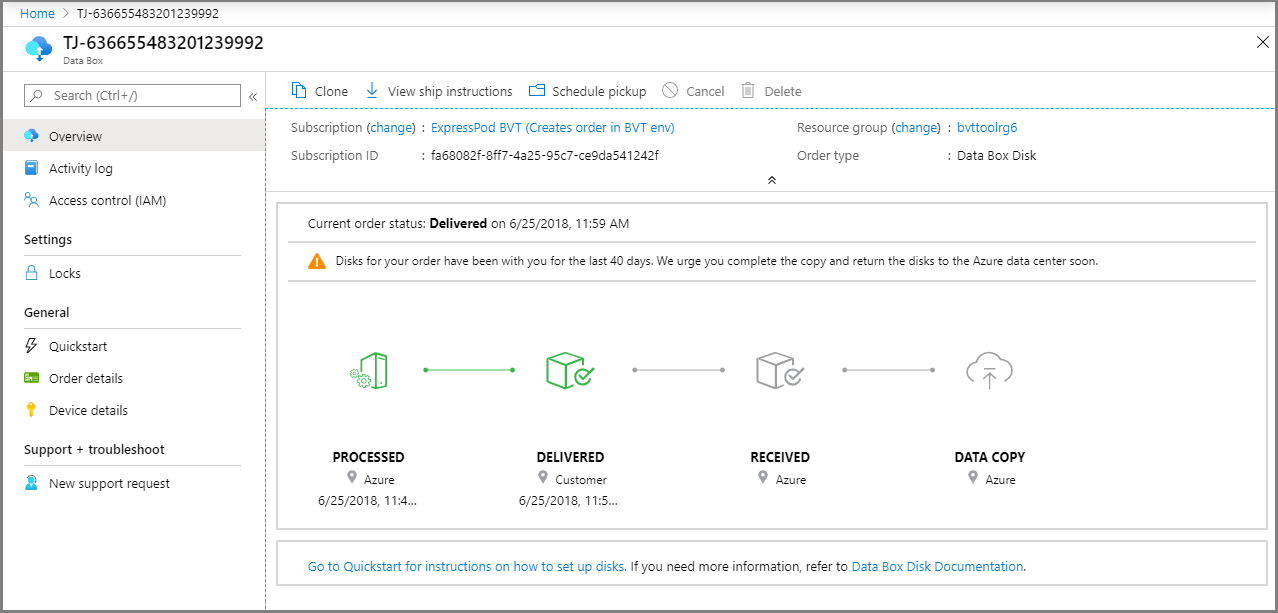 Home > TJ-636655483201239992
TJ-636655483201239992
Data Box
Search (Ctrl+/)
«
Overview
Activity log
Access control (IAM)
Settings
Locks
General
Quickstart
Order details
Device details
Support + troubleshoot
New support request
Clone View ship instructions Schedule pickup Cancel Delete
Subscription (change) : ExpressPod BVT (Creates order in BVT env) Resource group (change) : bvttoolrg6
Subscription ID : fa68082f-8ff7-4a25-95c7-ce9da541242f Order type : Data Box Disk
Current order status: Delivered on 6/25/2018, 11:59 AM
Disks for your order have been with you for the last 40 days. We urge you complete the copy and return the disks to the Azure data center soon.
PROCESSED DELIVERED RECEIVED DATA COPY
Azure Customer Azure Azure
6/25/2018, 11:4... 6/25/2018, 11:5...
Go to Quickstart for instructions on how to set up disks. If you need more information, refer to Data Box Disk Documentation.